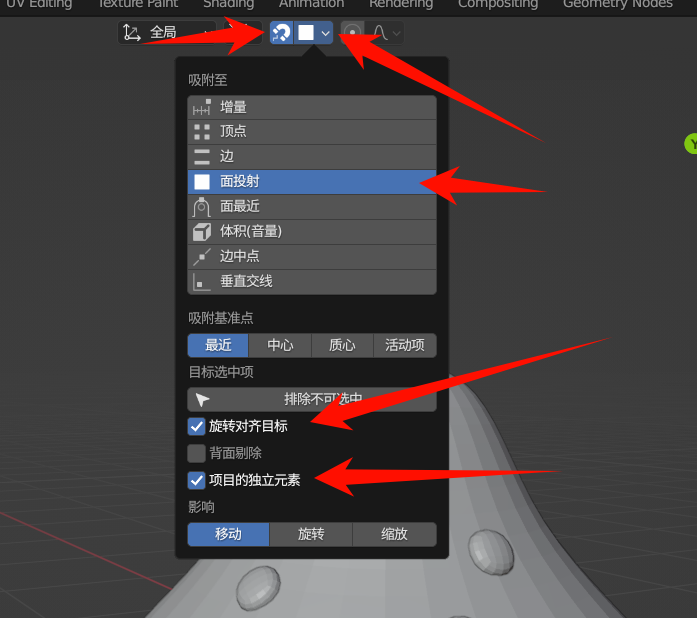 UV Editing Texture Paint Shading Animation Rendering Compositing Geometry Nodes
全局
Y
吸附至
增量
顶点
边
面投射
面最近
体积(音量)
边中点
垂直交线
吸附基准点
最近 中心 质心 活动项
目标选中项
排除不可选中
旋转对齐目标
背面剔除
项目的独立元素
影响
移动 旋转 缩放